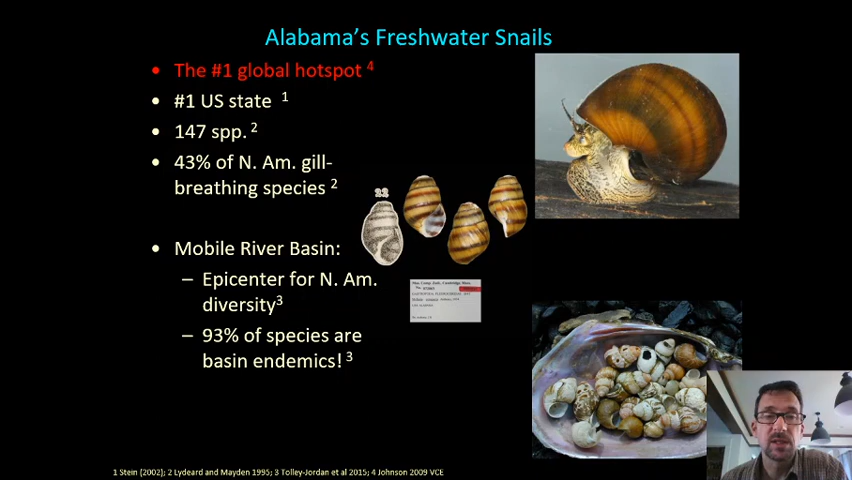 Alabama's Freshwater Snails
• The #1 global hotspot 4
• #1 US state 1
• 147 spp. 2
• 43% of N. Am. gill-
breathing species 2
• Mobile River Basin:
– Epicenter for N. Am.
diversity3
– 93% of species are
basin endemics! 3
22
1 Stein (2002); 2 Lydeard and Mayden 1995; 3 Tolley-Jordan et al 2015; 4 Johnson 2009 VCE